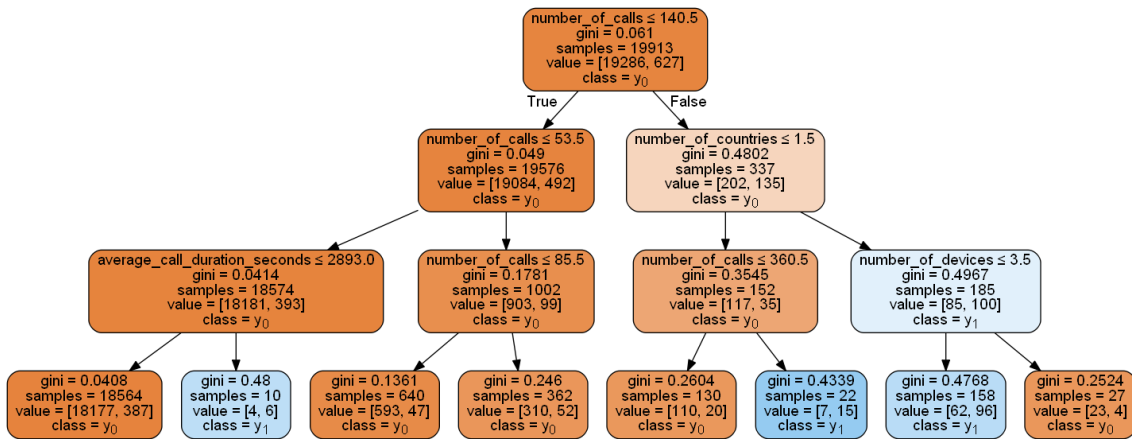 number_of_calls ≤ 140.5
gini = 0.061
samples = 19913
value = [19286, 627]
class = y0
True
False
number_of_calls ≤ 53.5
gini = 0.049
samples = 19576
value = [19084, 492]
class = y0
number_of_countries ≤ 1.5
gini = 0.4802
samples = 337
value = [202, 135]
class = y0
average_call_duration_seconds ≤ 2893.0
gini = 0.0414
samples = 18574
value = [18181, 393]
class = y0
number_of_calls ≤ 85.5
gini = 0.1781
samples = 1002
value = [903, 99]
class = y0
number_of_calls ≤ 360.5
gini = 0.3545
samples = 152
value = [117, 35]
class = y0
number_of_devices ≤ 3.5
gini = 0.4967
samples = 185
value = [85, 100]
class = y1
gini = 0.0408
samples = 18564
value = [18177, 387]
class = y0
gini = 0.48
samples = 10
value = [4, 6]
class = y1
gini = 0.1361
samples = 640
value = [593, 47]
class = y0
gini = 0.246
samples = 362
value = [310, 52]
class = y0
gini = 0.2604
samples = 130
value = [110, 20]
class = y0
gini = 0.4339
samples = 22
value = [7, 15]
class = y1
gini = 0.4768
samples = 158
value = [62, 96]
class = y1
gini = 0.2524
samples = 27
value = [23, 4]
class = y0